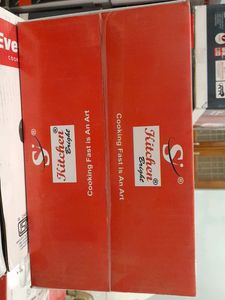 Eve
S®
Kitchen®
Bright
Cooking Fast is An Art
S®
Kitchen®
Bright
Cooking Fast is An Art